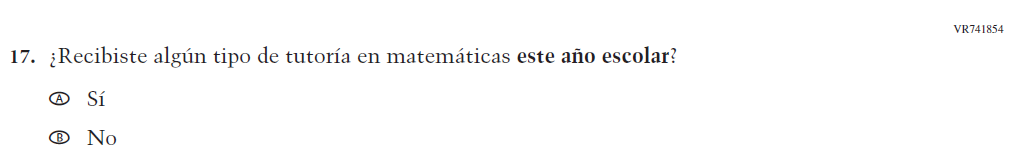 VR741854
17. ¿Recibiste algún tipo de tutoría en matemáticas este año escolar?
A Sí
B No